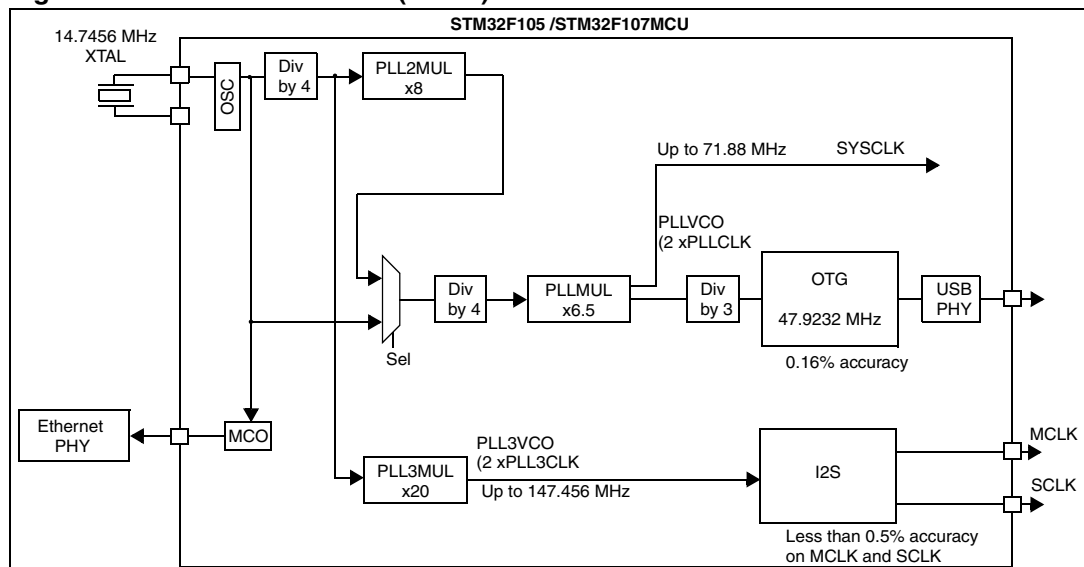 STM32F105 /STM32F107MCU
14.7456 MHz
XTAL
OSC
Div
by 4
PLL2MUL
x8
Up to 71.88 MHz
SYSCLK
PLLVCO
(2 xPLLCLK
Sel
Div
by 4
PLLMUL
x6.5
Div
by 3
OTG
47.9232 MHz
0.16% accuracy
USB
PHY
Ethernet
PHY
MCO
PLL3MUL
x20
PLL3VCO
(2 xPLL3CLK
Up to 147.456 MHz
I2S
MCLK
SCLK
Less than 0.5% accuracy
on MCLK and SCLK